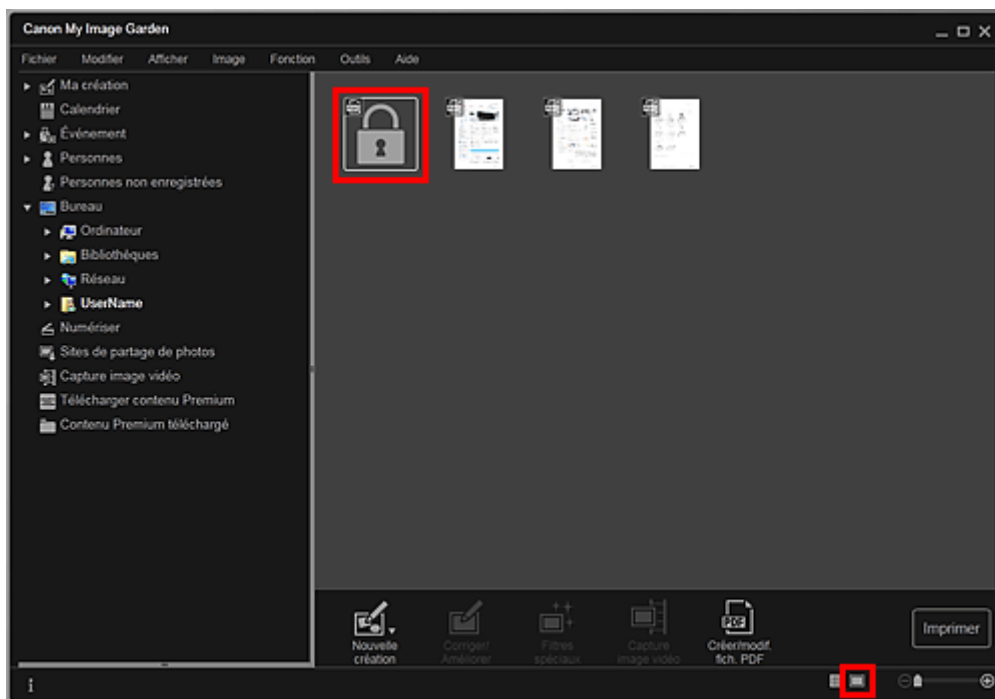 Canon My Image Garden
Fichier Modifier Afficher Image Fonction Outils Aide
Ma création
Calendrier
Événement
Personnes
Personnes non enregistrées
Bureau
Ordinateur
Bibliothèques
Réseau
UserName
Numériser
Sites de partage de photos
Capture image vidéo
Télécharger contenu Premium
Contenu Premium téléchargé
Nouvelle
création
Corriger/
Améliorer
Filtres
spéciaux
Capture
image vidéo
PDF
Créer/modif.
fich. PDF
Imprimer